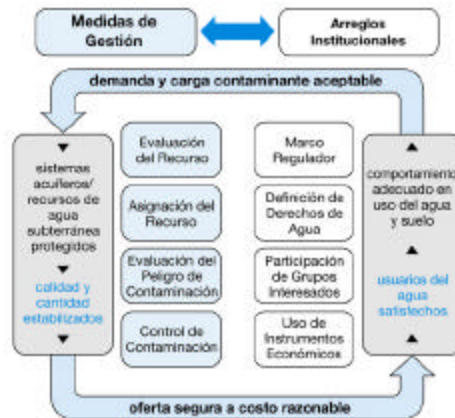 Medidas de
Gestión
Arreglos
Institucionales
demanda y carga contaminante aceptable
sistemas
acuíferos/
recursos de
agua
subterránea
protegidos
calidad y
cantidad
estabilizados
Evaluación
del Recurso
Asignación del
Recurso
Evaluación del
Peligro de
Contaminación
Control de
Contaminación
Marco
Regulador
Definición de
Derechos de
Agua
Participación
de Grupos
Interesados
Uso de
Instrumentos
Económicos
comportamiento
adecuado en
uso del agua
y suelo
usuarios del
agua
satisfechos
oferta segura a costo razonable